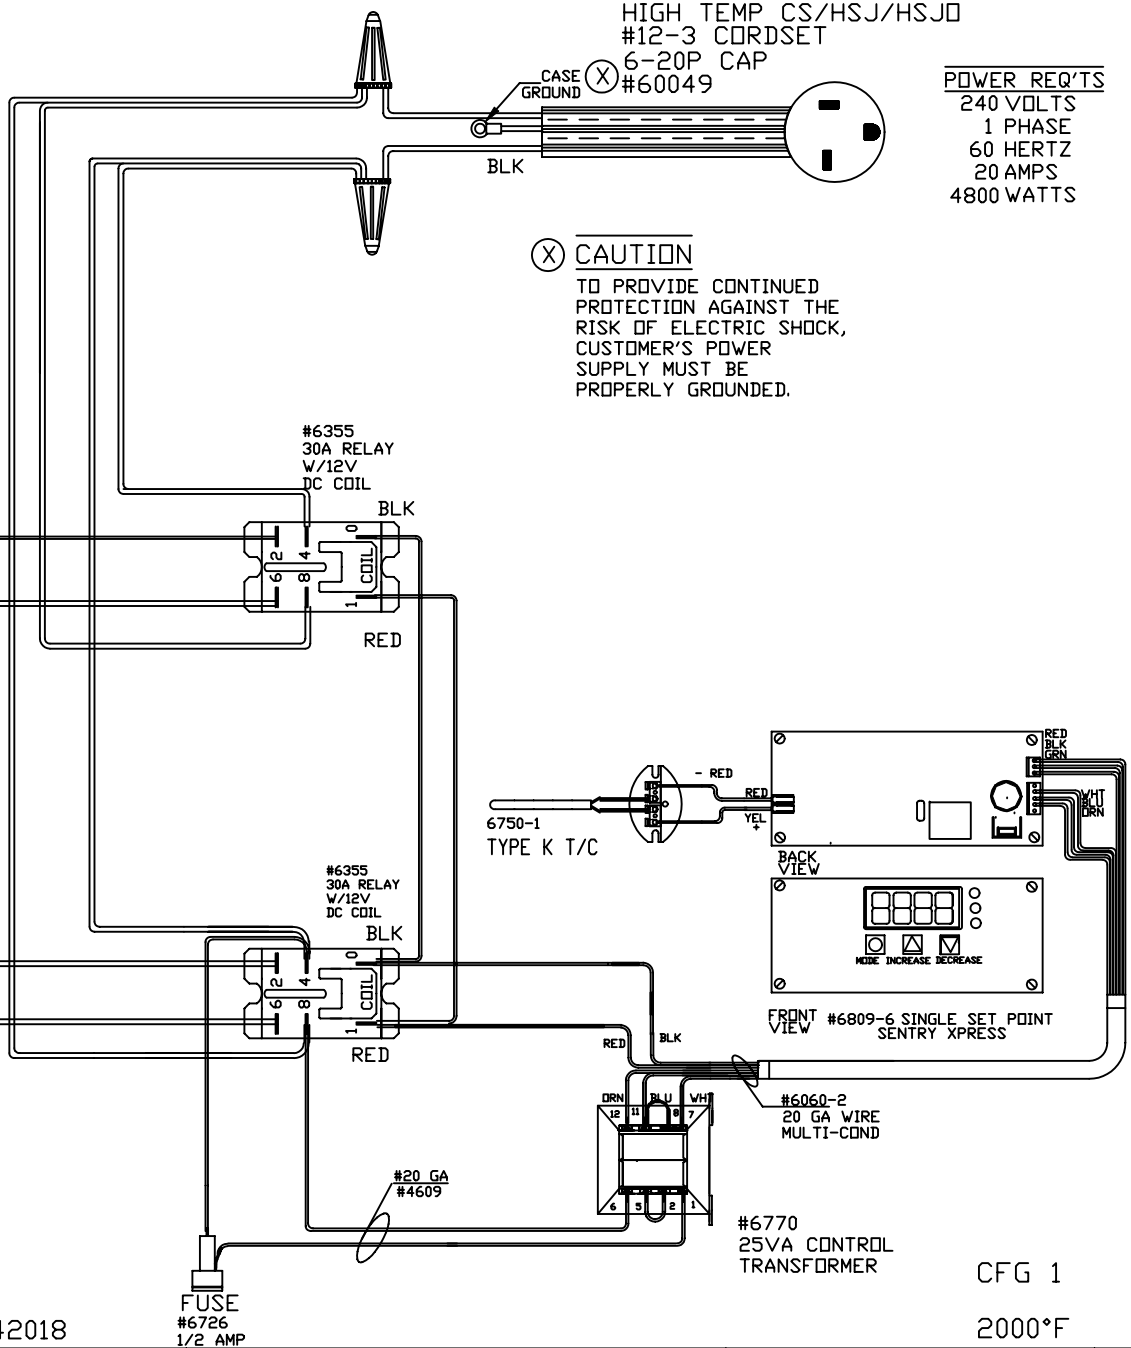 HIGH TEMP CS/HSJ/HSJO
#12-3 CORDSET
6-20P CAP
#60049
CASE
GROUND
X
BLK
POWER REQ'TS
240 VOLTS
1 PHASE
60 HERTZ
20 AMPS
4800 WATTS
X CAUTION
TO PROVIDE CONTINUED
PROTECTION AGAINST THE
RISK OF ELECTRIC SHOCK,
CUSTOMER'S POWER
SUPPLY MUST BE
PROPERLY GROUNDED.
#6355
30A RELAY
W/12V
DC COIL
BLK
2 4 0
COIL
6 8 1
RED
RED
BLK
GRN
- RED
RED
YEL
+
WHT
BLU
ORN
6750-1
TYPE K T/C
BACK
VIEW
#6355
30A RELAY
W/12V
DC COIL
BLK
2 4 0
COIL
6 8 1
RED
MODE INCREASE DECREASE
FRONT
VIEW
#6809-6 SINGLE SET POINT
SENTRY XPRESS
RED
BLK
ORN BLU WHT
12 11 8 7
#6060-2
20 GA WIRE
MULTI-COND
#20 GA
#4609
6 5 2 1
#6770
25VA CONTROL
TRANSFORMER
FUSE
#6726
1/2 AMP
CFG 1
2000°F
42018